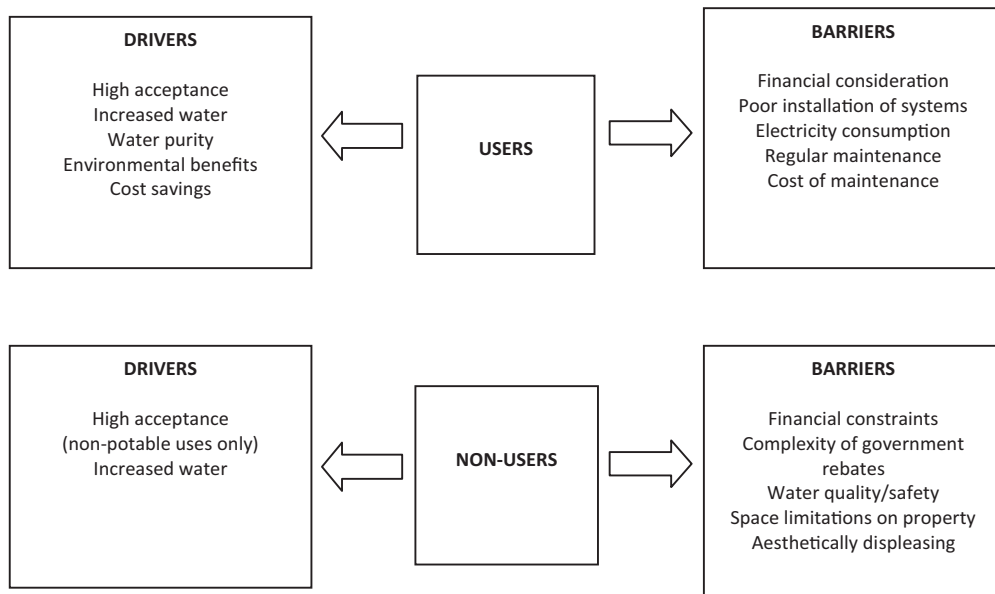 DRIVERS
High acceptance
Increased water
Water purity
Environmental benefits
Cost savings
USERS
BARRIERS
Financial consideration
Poor installation of systems
Electricity consumption
Regular maintenance
Cost of maintenance
DRIVERS
High acceptance
(non-potable uses only)
Increased water
NON-USERS
BARRIERS
Financial constraints
Complexity of government
rebates
Water quality/safety
Space limitations on property
Aesthetically displeasing